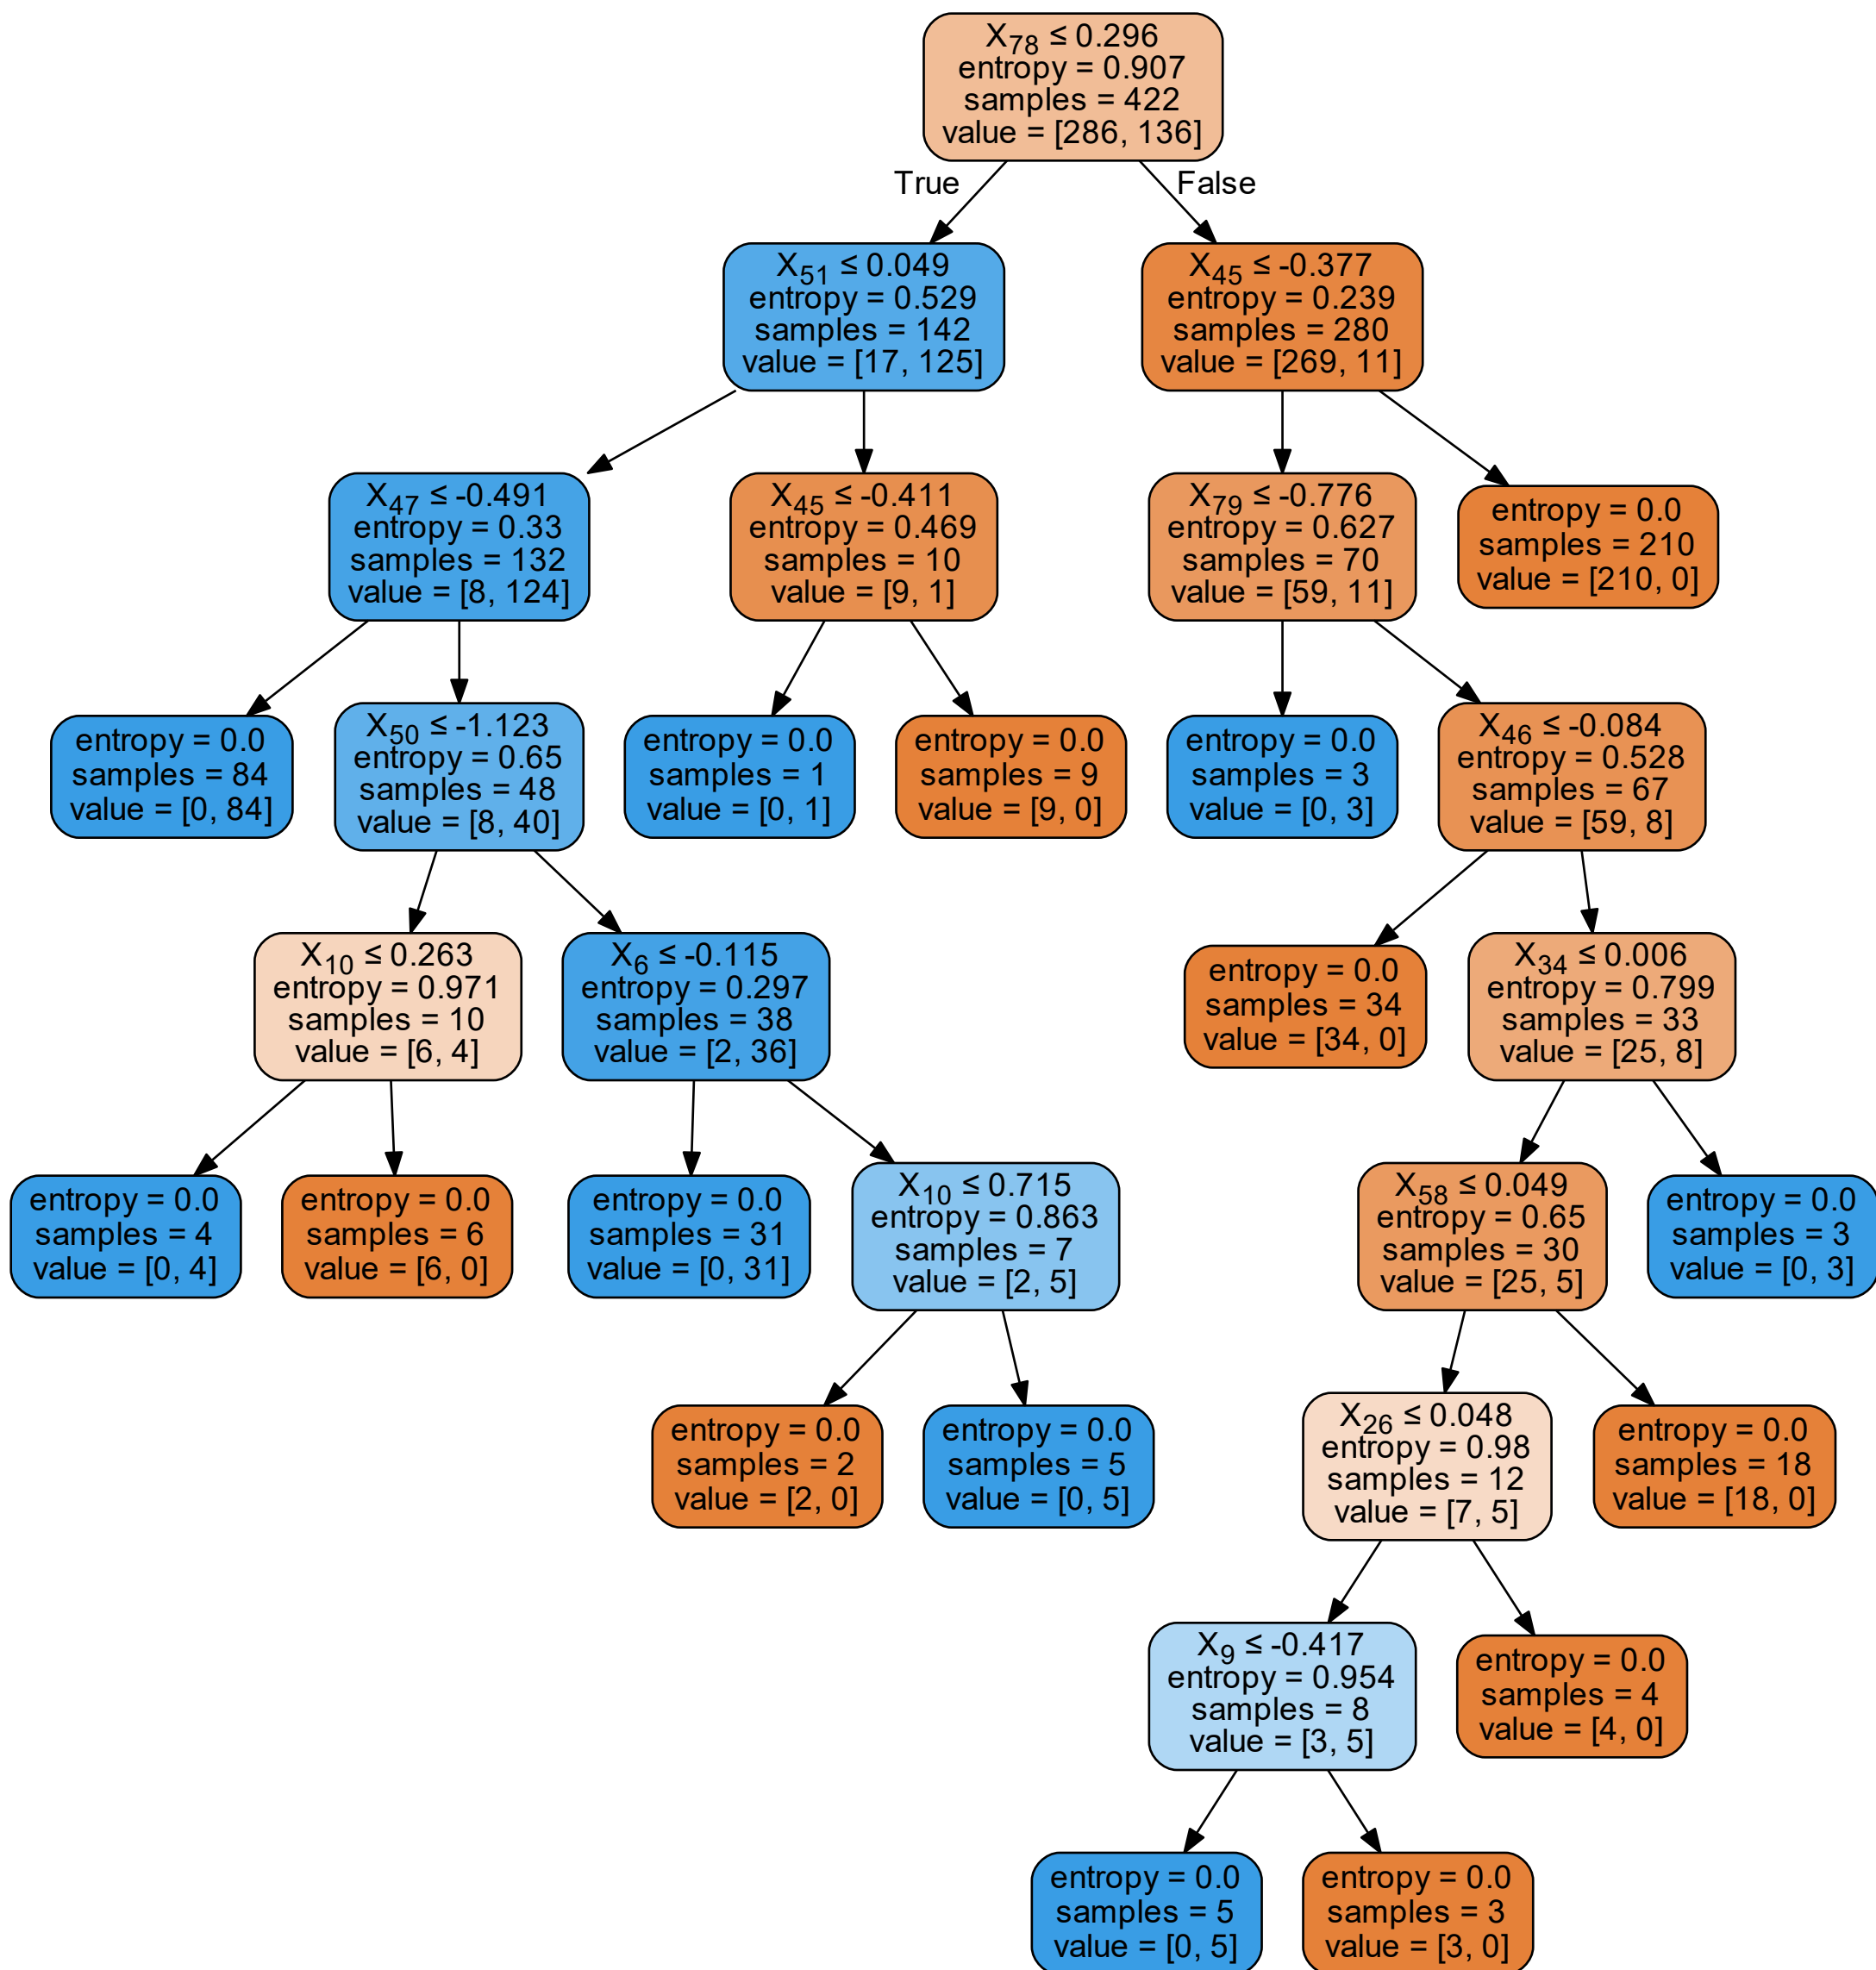 X78 ≤ 0.296
entropy = 0.907
samples = 422
value = [286, 136]
True
False
X51 ≤ 0.049
entropy = 0.529
samples = 142
value = [17, 125]
X45 ≤ -0.377
entropy = 0.239
samples = 280
value = [269, 11]
X47 ≤ -0.491
entropy = 0.33
samples = 132
value = [8, 124]
X45 ≤ -0.411
entropy = 0.469
samples = 10
value = [9, 1]
X79 ≤ -0.776
entropy = 0.627
samples = 70
value = [59, 11]
entropy = 0.0
samples = 210
value = [210, 0]
entropy = 0.0
samples = 84
value = [0, 84]
X50 ≤ -1.123
entropy = 0.65
samples = 48
value = [8, 40]
entropy = 0.0
samples = 1
value = [0, 1]
entropy = 0.0
samples = 9
value = [9, 0]
entropy = 0.0
samples = 3
value = [0, 3]
X46 ≤ -0.084
entropy = 0.528
samples = 67
value = [59, 8]
X10 ≤ 0.263
entropy = 0.971
samples = 10
value = [6, 4]
X6 ≤ -0.115
entropy = 0.297
samples = 38
value = [2, 36]
entropy = 0.0
samples = 34
value = [34, 0]
X34 ≤ 0.006
entropy = 0.799
samples = 33
value = [25, 8]
entropy = 0.0
samples = 4
value = [0, 4]
entropy = 0.0
samples = 6
value = [6, 0]
entropy = 0.0
samples = 31
value = [0, 31]
X10 ≤ 0.715
entropy = 0.863
samples = 7
value = [2, 5]
X58 ≤ 0.049
entropy = 0.65
samples = 30
value = [25, 5]
entropy = 0.0
samples = 3
value = [0, 3]
entropy = 0.0
samples = 2
value = [2, 0]
entropy = 0.0
samples = 5
value = [0, 5]
X26 ≤ 0.048
entropy = 0.98
samples = 12
value = [7, 5]
entropy = 0.0
samples = 18
value = [18, 0]
X9 ≤ -0.417
entropy = 0.954
samples = 8
value = [3, 5]
entropy = 0.0
samples = 4
value = [4, 0]
entropy = 0.0
samples = 5
value = [0, 5]
entropy = 0.0
samples = 3
value = [3, 0]